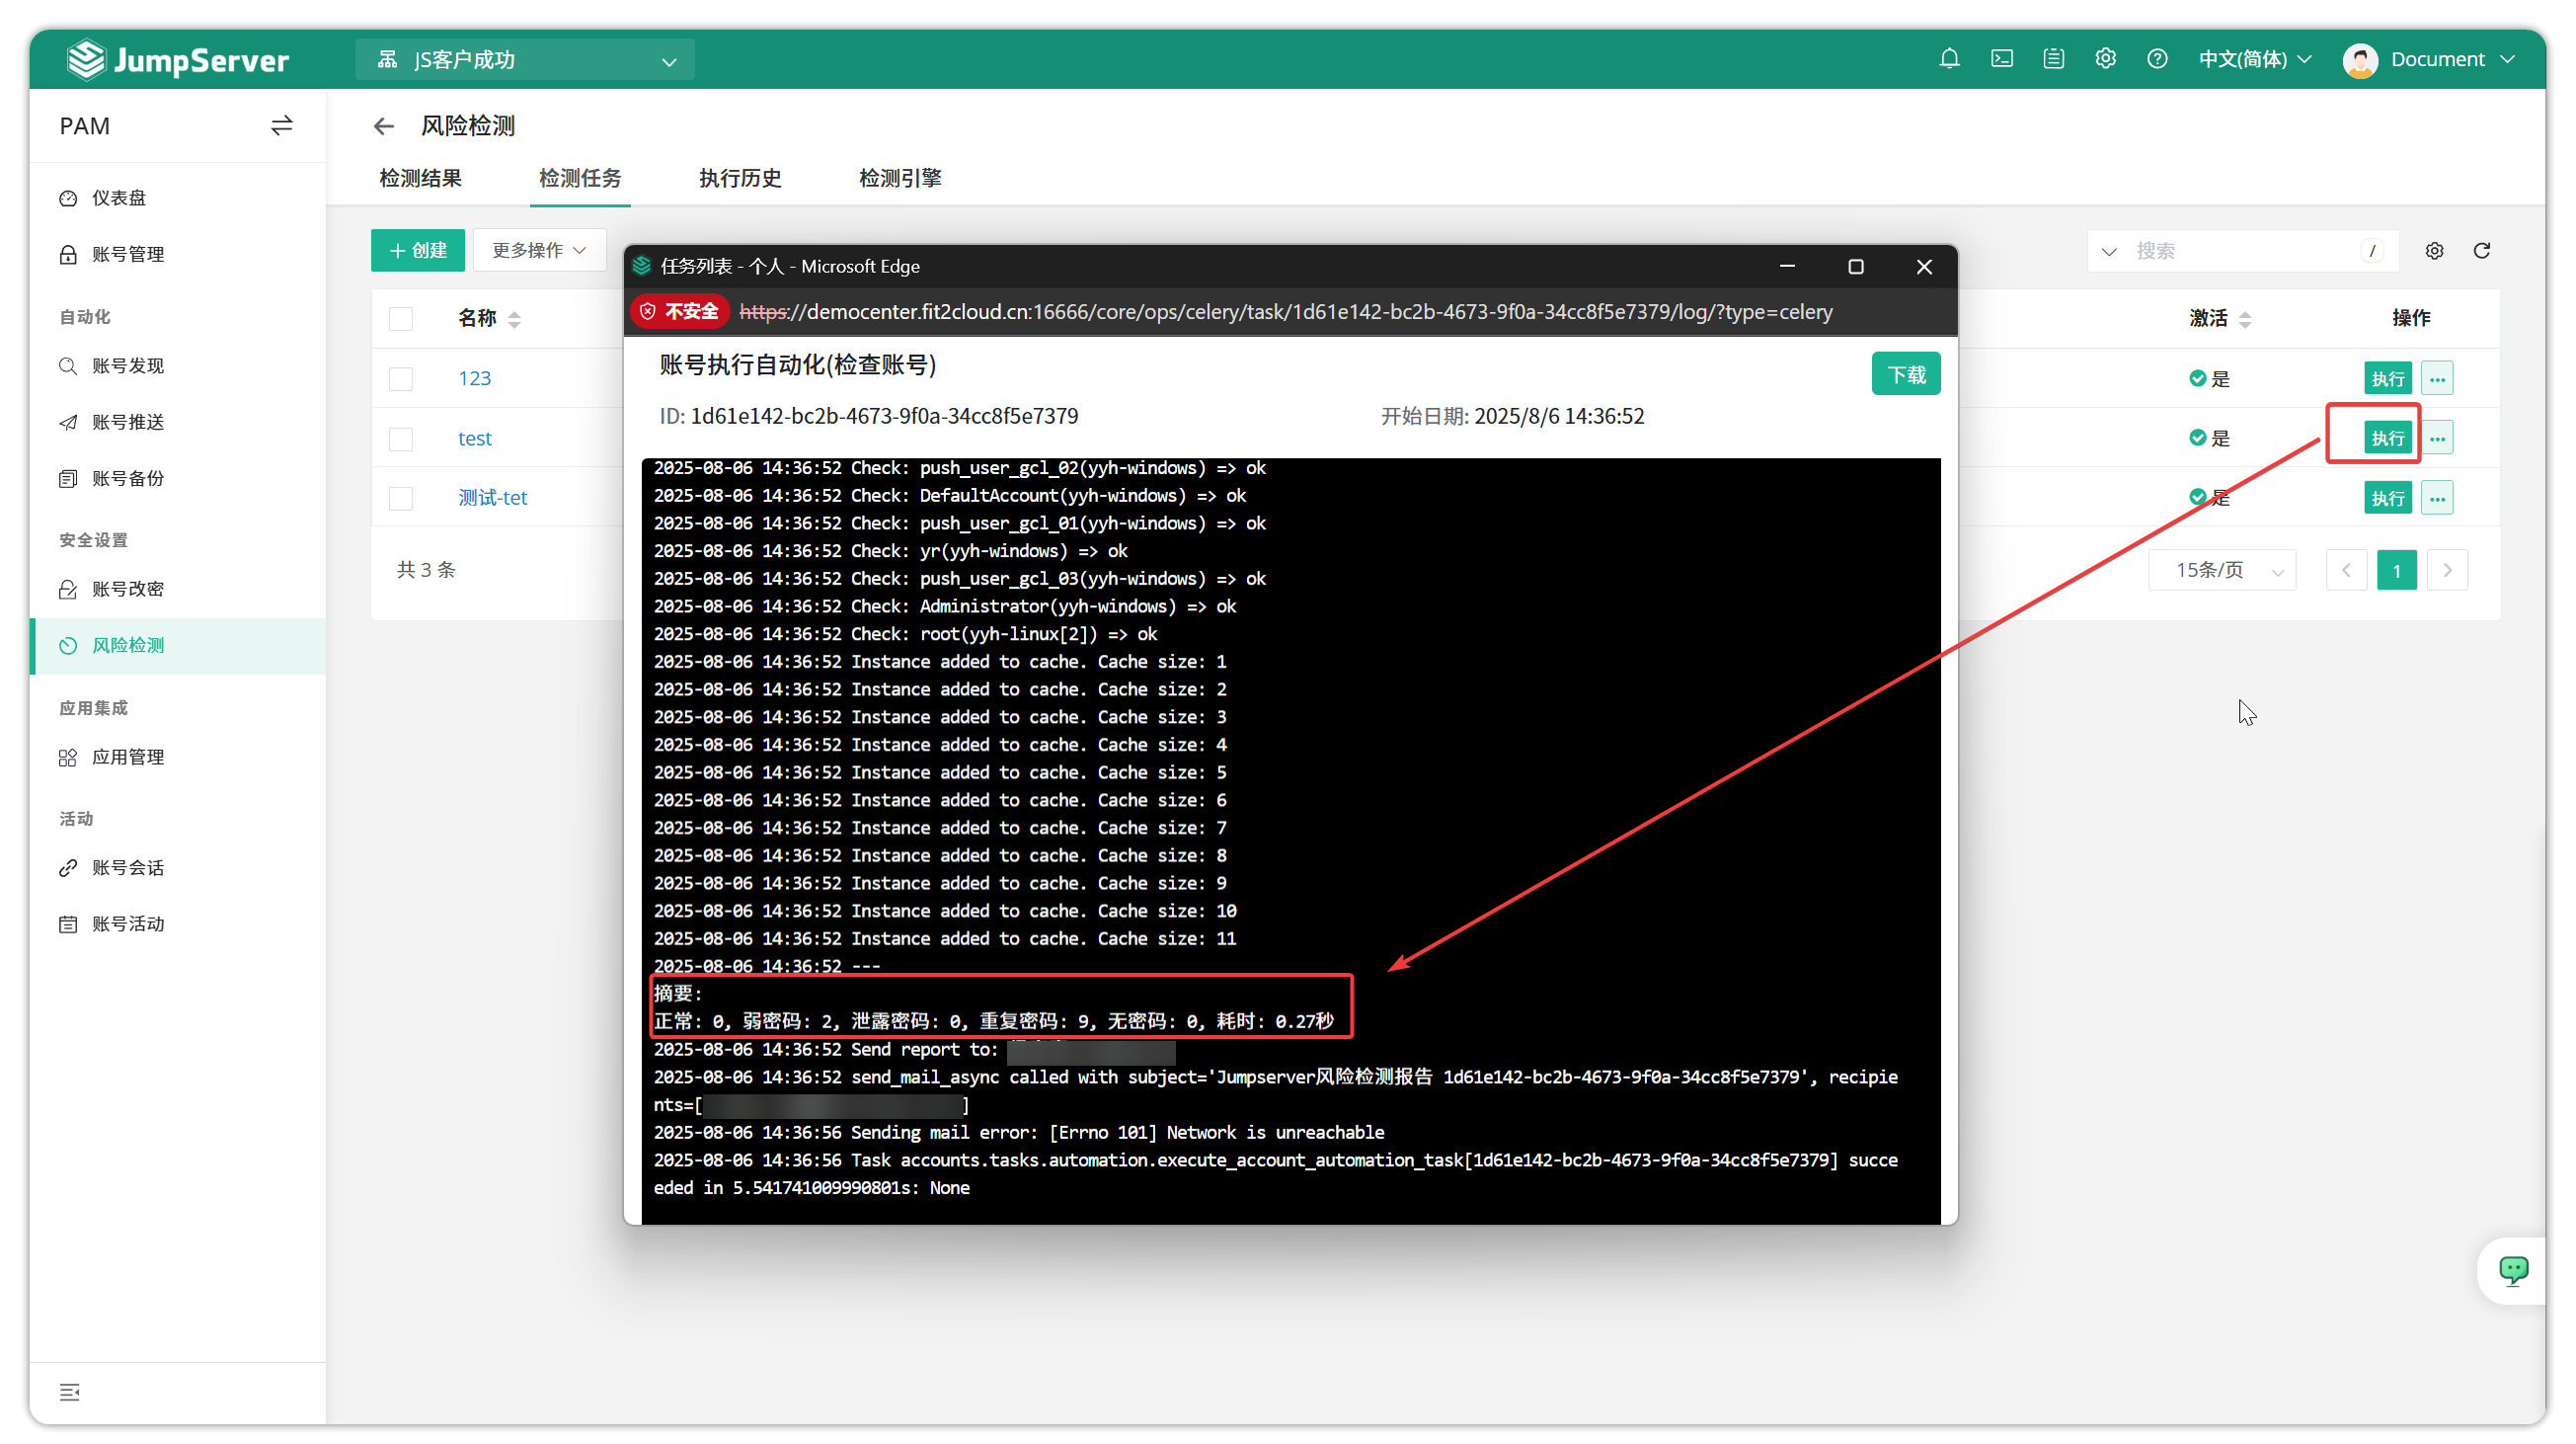 JumpServer
JS客户成功
中文(简体)
Document
PAM
仪表盘
账号管理
自动化
账号发现
账号推送
账号备份
安全设置
账号改密
风险检测
应用集成
应用管理
活动
账号会话
账号活动
风险检测
检测结果
检测任务
执行历史
检测引擎
创建
更多操作
搜索
/
名称
激活
操作
123
是
执行
test
是
执行
测试-tet
是
执行
共 3 条
15条/页
1
任务列表 - 个人 - Microsoft Edge
不安全
https://democenter.fit2cloud.cn:16666/core/ops/celery/task/1d61e142-bc2b-4673-9f0a-34cc8f5e7379/log/?type=celery
账号执行自动化(检查账号)
下载
ID: 1d61e142-bc2b-4673-9f0a-34cc8f5e7379
开始日期: 2025/8/6 14:36:52
2025-08-06 14:36:52 Check: push_user_gcl_02(yyh-windows) => ok
2025-08-06 14:36:52 Check: DefaultAccount(yyh-windows) => ok
2025-08-06 14:36:52 Check: push_user_gcl_01(yyh-windows) => ok
2025-08-06 14:36:52 Check: yr(yyh-windows) => ok
2025-08-06 14:36:52 Check: push_user_gcl_03(yyh-windows) => ok
2025-08-06 14:36:52 Check: Administrator(yyh-windows) => ok
2025-08-06 14:36:52 Check: root(yyh-linux[2]) => ok
2025-08-06 14:36:52 Instance added to cache. Cache size: 1
2025-08-06 14:36:52 Instance added to cache. Cache size: 2
2025-08-06 14:36:52 Instance added to cache. Cache size: 3
2025-08-06 14:36:52 Instance added to cache. Cache size: 4
2025-08-06 14:36:52 Instance added to cache. Cache size: 5
2025-08-06 14:36:52 Instance added to cache. Cache size: 6
2025-08-06 14:36:52 Instance added to cache. Cache size: 7
2025-08-06 14:36:52 Instance added to cache. Cache size: 8
2025-08-06 14:36:52 Instance added to cache. Cache size: 9
2025-08-06 14:36:52 Instance added to cache. Cache size: 10
2025-08-06 14:36:52 Instance added to cache. Cache size: 11
2025-08-06 14:36:52 ---
摘要:
正常: 0, 弱密码: 2, 泄露密码: 0, 重复密码: 9, 无密码: 0, 耗时: 0.27秒
2025-08-06 14:36:52 Send report to:
2025-08-06 14:36:52 send_mail_async called with subject='Jumpserver风险检测报告 1d61e142-bc2b-4673-9f0a-34cc8f5e7379', recipie
nts=[ ]
2025-08-06 14:36:56 Sending mail error: [Errno 101] Network is unreachable
2025-08-06 14:36:56 Task accounts.tasks.automation.execute_account_automation_task[1d61e142-bc2b-4673-9f0a-34cc8f5e7379] succe
eded in 5.541741009990801s: None